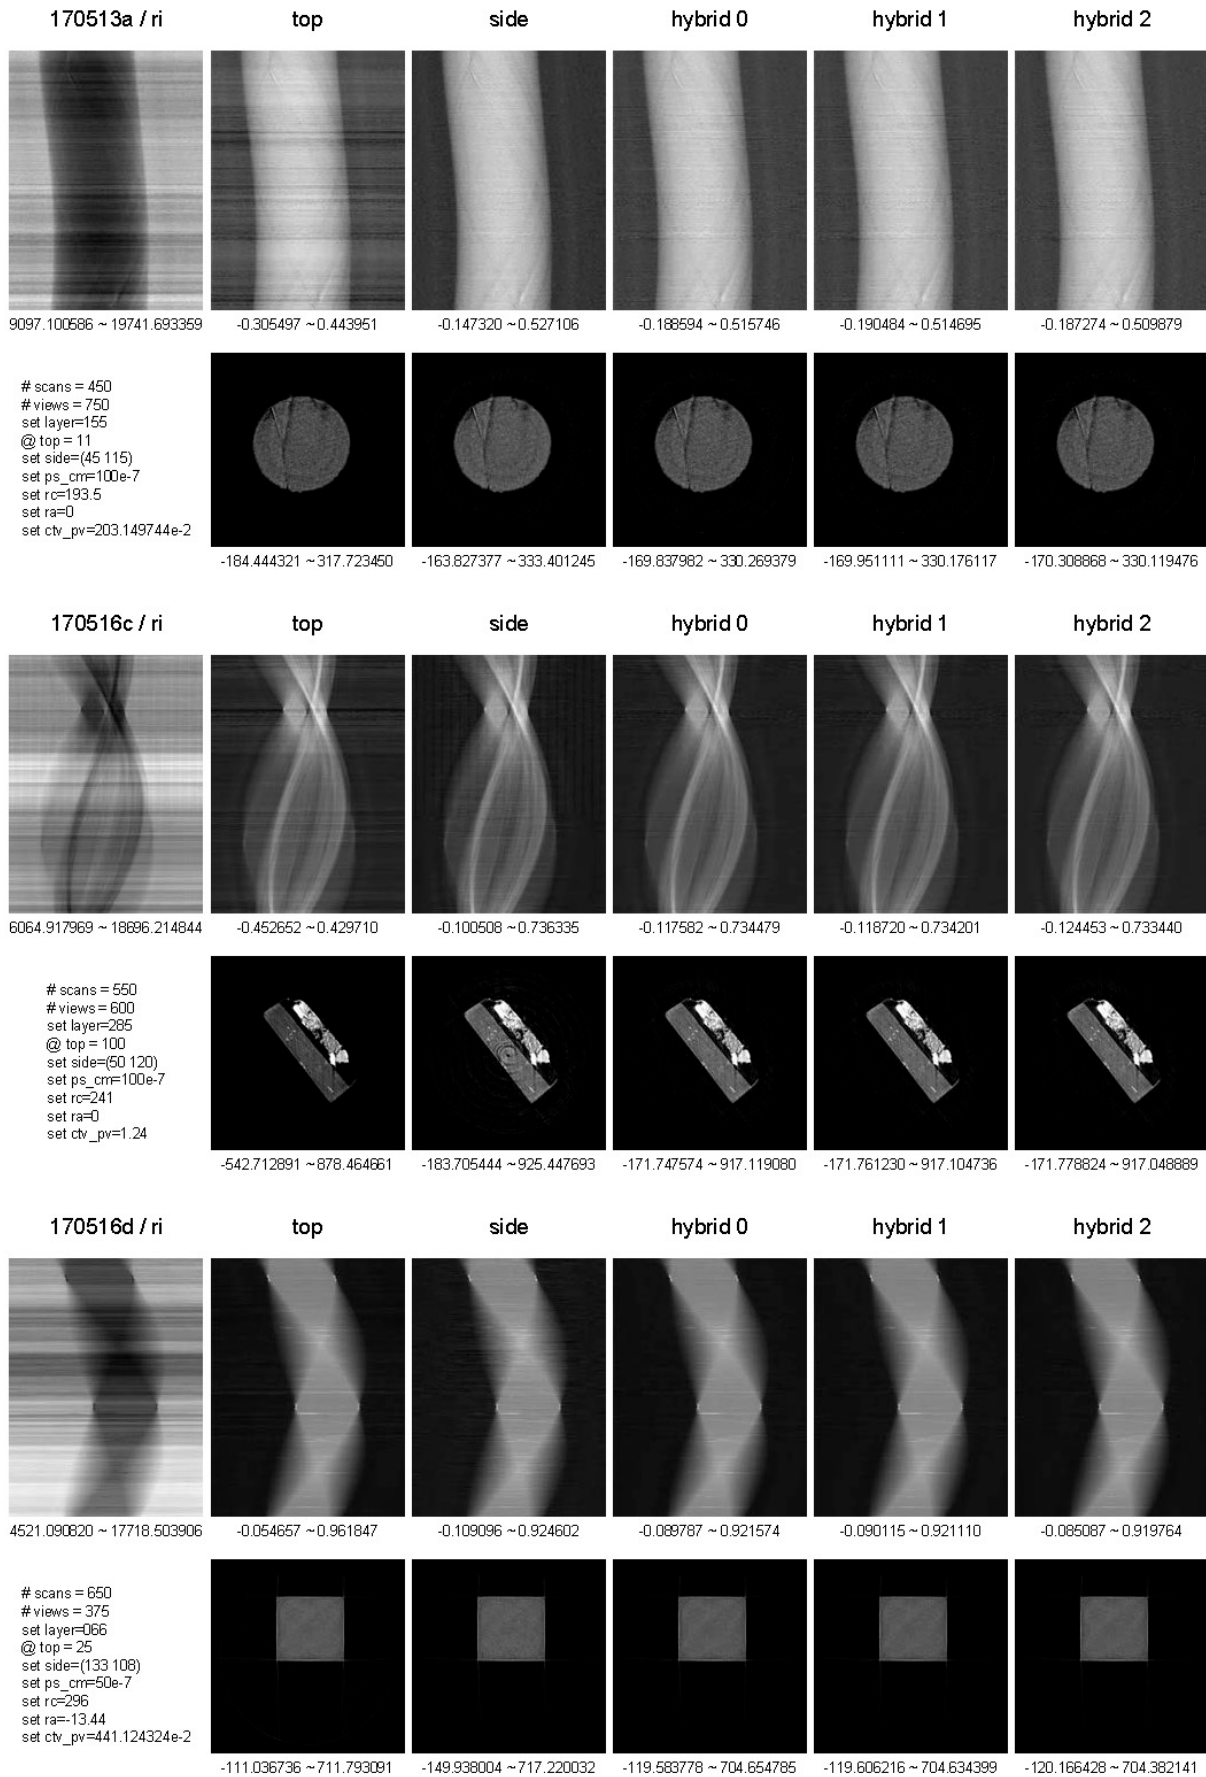 170513a / ri top side hybrid 0 hybrid 1 hybrid 2
9097.100586 ~ 19741.693359 -0.305497 ~ 0.443951 -0.147320 ~ 0.527106 -0.188594 ~ 0.515746 -0.190484 ~ 0.514695 -0.187274 ~ 0.509879
# scans = 450
# views = 750
set layer=155
@ top = 11
set side=(45 115)
set ps_cm=100e-7
set rc=193.5
set ra=0
set ctv_pv=203.149744e-2
-184.444321 ~ 317.723450 -163.827377 ~ 333.401245 -169.837982 ~ 330.269379 -169.951111 ~ 330.176117 -170.308868 ~ 330.119476
170516c / ri top side hybrid 0 hybrid 1 hybrid 2
6064.917969 ~ 18696.214844 -0.452652 ~ 0.429710 -0.100508 ~ 0.736335 -0.117582 ~ 0.734479 -0.118720 ~ 0.734201 -0.124453 ~ 0.733440
# scans = 550
# views = 600
set layer=285
@ top = 100
set side=(50 120)
set ps_cm=100e-7
set rc=241
set ra=0
set ctv_pv=1.24
-542.712891 ~ 878.464661 -183.705444 ~ 925.447693 -171.747574 ~ 917.119080 -171.761230 ~ 917.104736 -171.778824 ~ 917.048889
170516d / ri top side hybrid 0 hybrid 1 hybrid 2
4521.090820 ~ 17718.503906 -0.054657 ~ 0.961847 -0.109096 ~ 0.924602 -0.089787 ~ 0.921574 -0.090115 ~ 0.921110 -0.085087 ~ 0.919764
# scans = 650
# views = 375
set layer=066
@ top = 25
set side=(133 108)
set ps_cm=50e-7
set rc=296
set ra=-13.44
set ctv_pv=441.124324e-2
-111.036736 ~ 711.793091 -149.938004 ~ 717.220032 -119.583778 ~ 704.654785 -119.606216 ~ 704.634399 -120.166428 ~ 704.382141